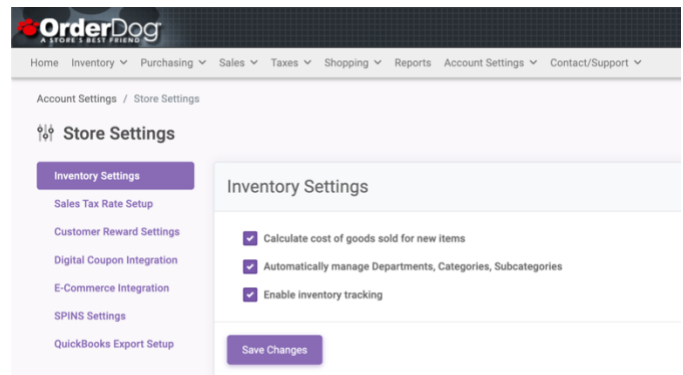 OrderDog
A STORE'S BEST FRIEND
Home Inventory Purchasing Sales Taxes Shopping Reports Account Settings Contact/Support
Account Settings / Store Settings
Store Settings
Inventory Settings
Sales Tax Rate Setup
Customer Reward Settings
Digital Coupon Integration
E-Commerce Integration
SPINS Settings
QuickBooks Export Setup
Inventory Settings
Calculate cost of goods sold for new items
Automatically manage Departments, Categories, Subcategories
Enable inventory tracking
Save Changes